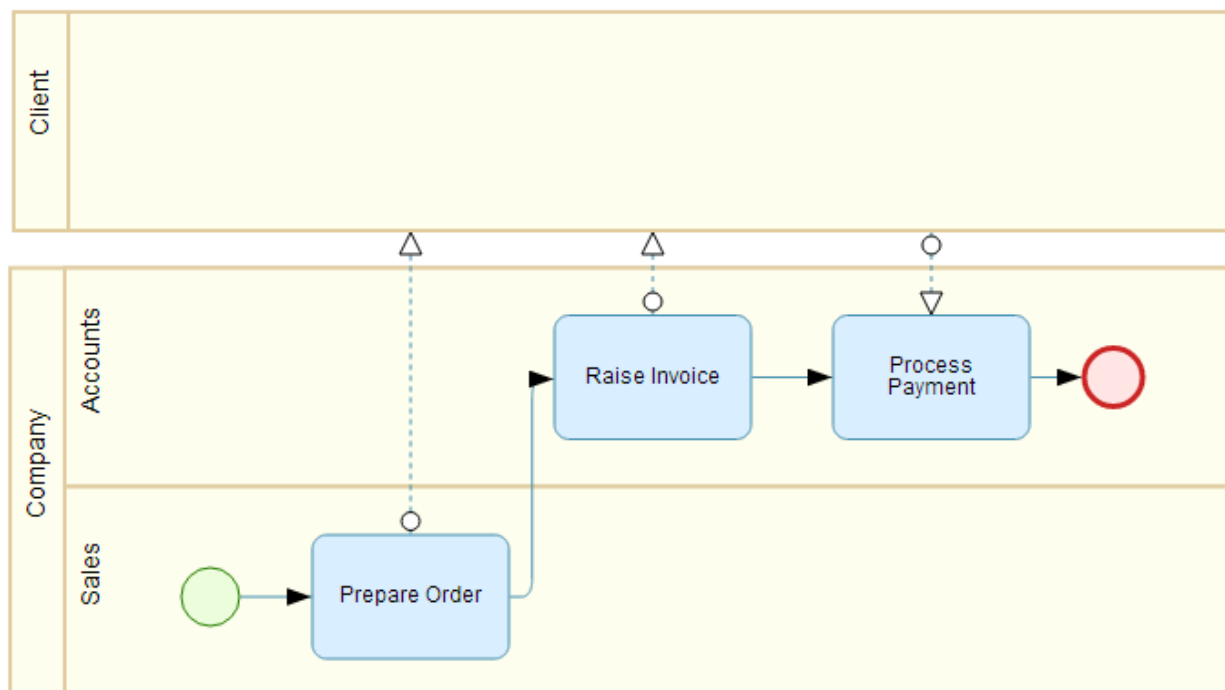 Client
Company
Accounts
Raise Invoice
Process
Payment
Sales
Prepare Order